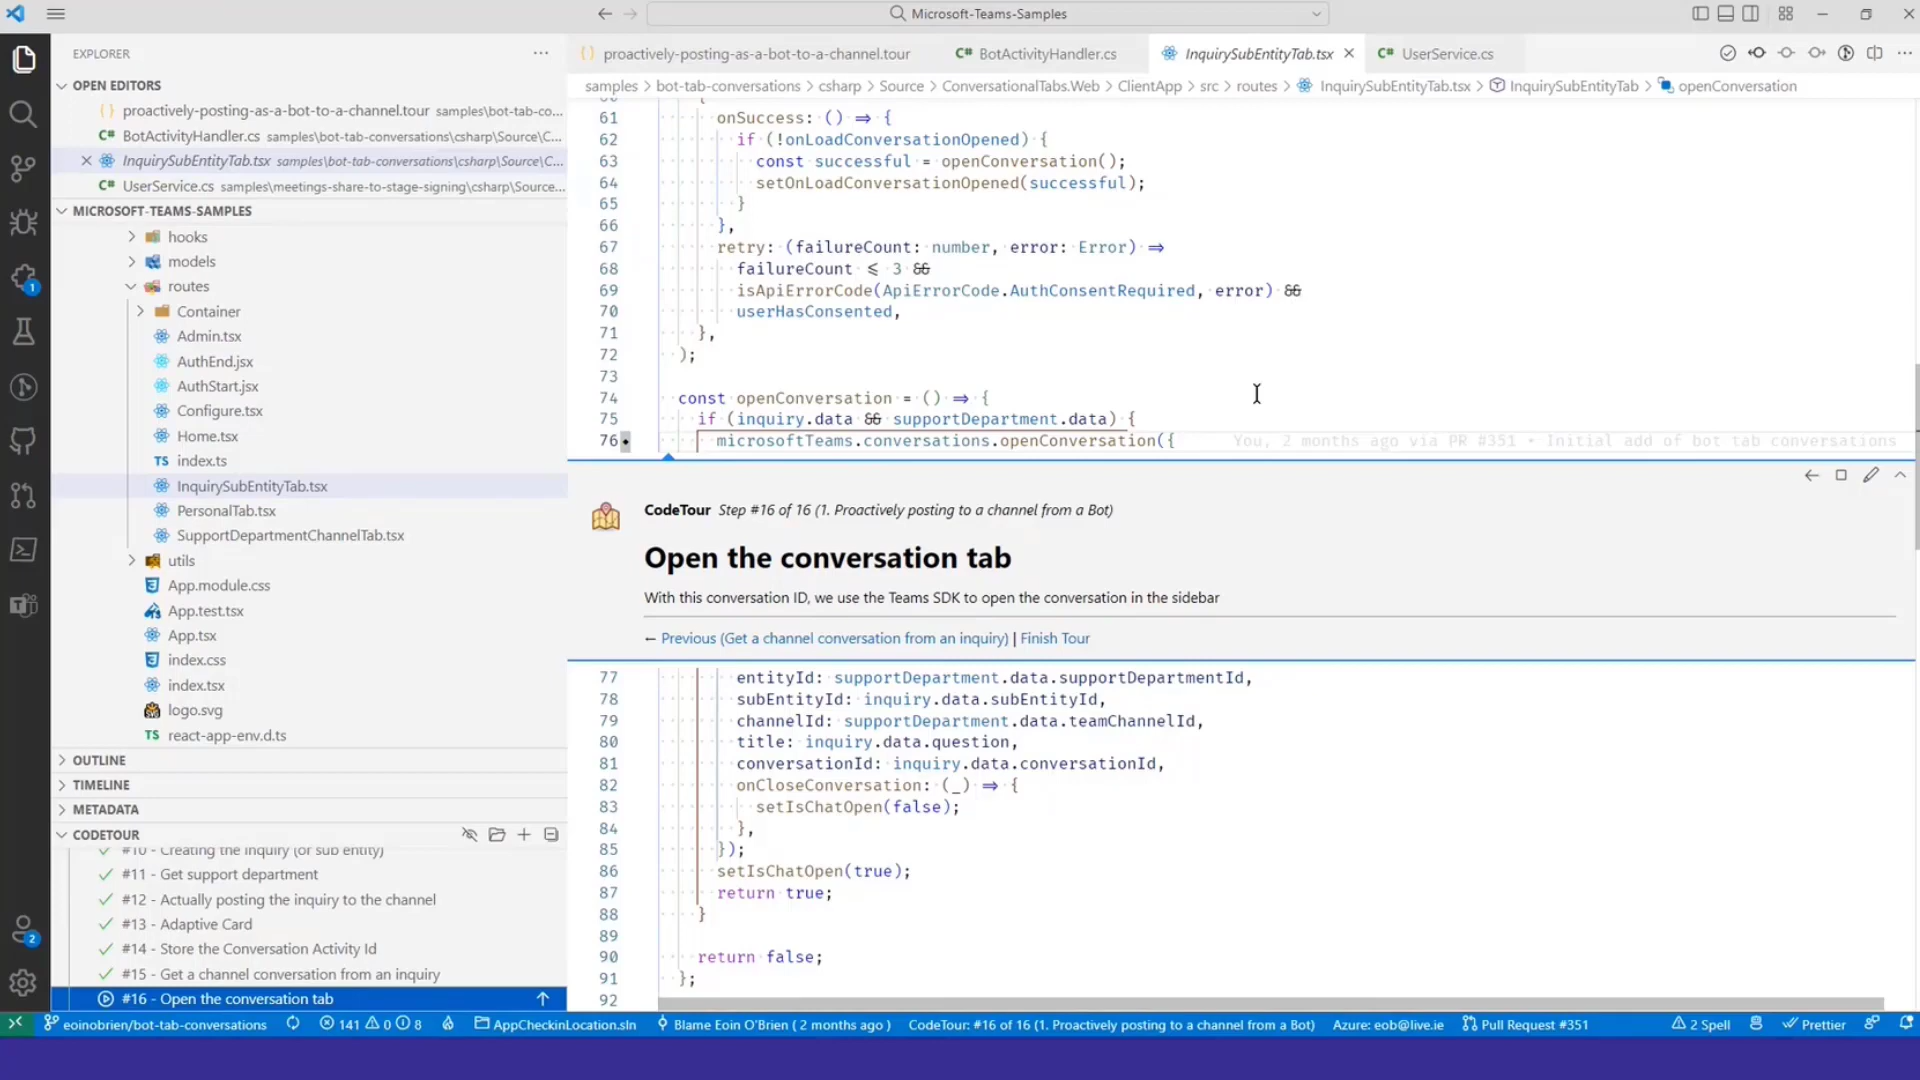 Microsoft-Teams-Samples
EXPLORER
OPEN EDITORS
proactively-posting-as-a-bot-to-a-channel.tour samples\bot-tab-co...
C# BotActivityHandler.cs samples\bot-tab-conversations\csharp\Source\C...
InquirySubEntityTab.tsx samples\bot-tab-conversations\csharp\Source\C...
C# UserService.cs samples\meetings-share-to-stage-signing\csharp\Source...
MICROSOFT-TEAMS-SAMPLES
hooks
models
routes
Container
Admin.tsx
AuthEnd.jsx
AuthStart.jsx
Configure.tsx
Home.tsx
TS index.ts
InquirySubEntityTab.tsx
PersonalTab.tsx
SupportDepartmentChannelTab.tsx
utils
App.module.css
App.test.tsx
App.tsx
index.css
index.tsx
logo.svg
TS react-app-env.d.ts
OUTLINE
TIMELINE
METADATA
CODETOUR
#10 - Creating the inquiry (or sub entity)
#11 - Get support department
#12 - Actually posting the inquiry to the channel
#13 - Adaptive Card
#14 - Store the Conversation Activity Id
#15 - Get a channel conversation from an inquiry
#16 - Open the conversation tab
1
2
{ } proactively-posting-as-a-bot-to-a-channel.tour
C# BotActivityHandler.cs
InquirySubEntityTab.tsx
C# UserService.cs
samples > bot-tab-conversations > csharp > Source > ConversationalTabs.Web > ClientApp > src > routes > InquirySubEntityTab.tsx > InquirySubEntityTab > openConversation
60 {
61 onSuccess: () ⇒ {
62 if (!onLoadConversationOpened) {
63 const successful = openConversation();
64 setOnLoadConversationOpened(successful);
65 }
66 },
67 retry: (failureCount: number, error: Error) ⇒
68 failureCount ⩽ 3 &&
69 isApiErrorCode(ApiErrorCode.AuthConsentRequired, error) &&
70 userHasConsented,
71 },
72 );
73
74 const openConversation = () ⇒ {
75 if (inquiry.data && supportDepartment.data) {
76 microsoftTeams.conversations.openConversation({ You, 2 months ago via PR #351 • Initial add of bot tab conversations
CodeTour Step #16 of 16 (1. Proactively posting to a channel from a Bot)
Open the conversation tab
With this conversation ID, we use the Teams SDK to open the conversation in the sidebar
← Previous (Get a channel conversation from an inquiry) | Finish Tour
77 entityId: supportDepartment.data.supportDepartmentId,
78 subEntityId: inquiry.data.subEntityId,
79 channelId: supportDepartment.data.teamChannelId,
80 title: inquiry.data.question,
81 conversationId: inquiry.data.conversationId,
82 onCloseConversation: (_) ⇒ {
83 setIsChatOpen(false);
84 },
85 });
86 setIsChatOpen(true);
87 return true;
88 }
89
90 return false;
91 };
92
eoinobrien/bot-tab-conversations 141 0 8 AppCheckinLocation.sln Blame Eoin O'Brien ( 2 months ago ) CodeTour: #16 of 16 (1. Proactively posting to a channel from a Bot) Azure: eob@live.ie Pull Request #351 2 Spell Prettier